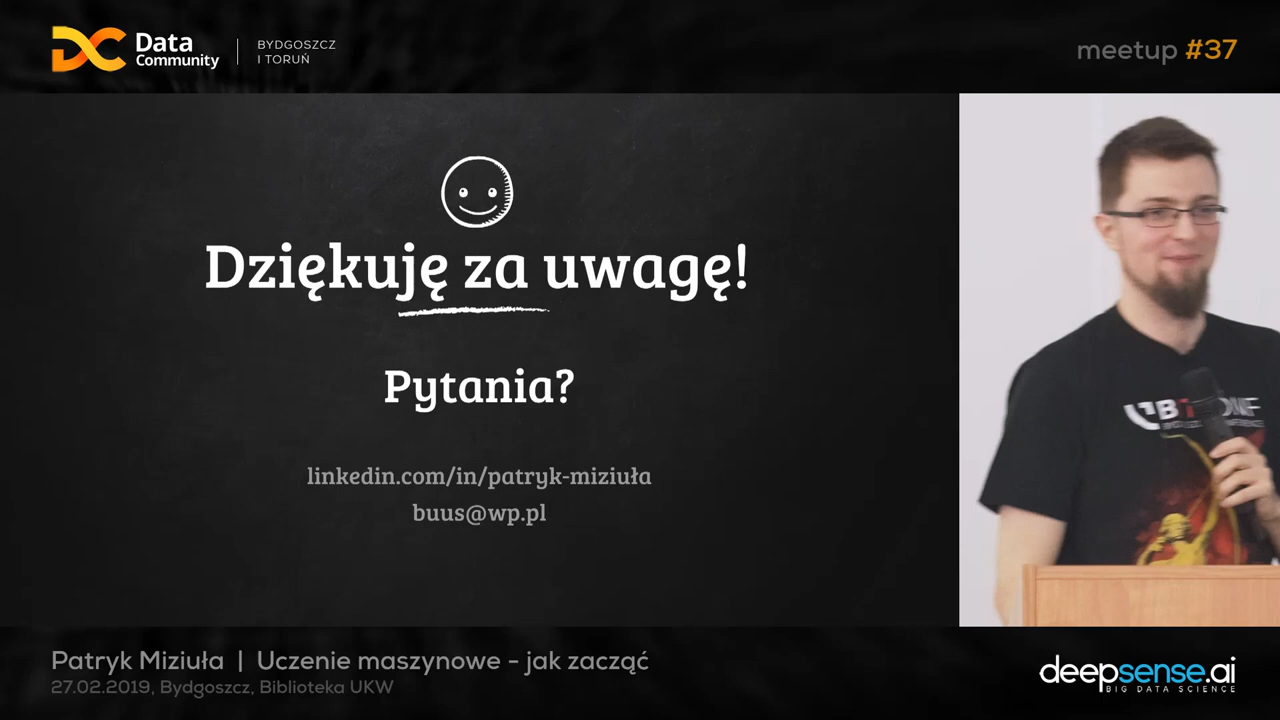 Data
Community
BYDGOSZCZ
I TORUŃ
meetup #37
Dziękuję za uwagę!
Pytania?
linkedin.com/in/patryk-miziuła
buus@wp.pl
Patryk Miziuła | Uczenie maszynowe - jak zacząć
27.02.2019, Bydgoszcz, Biblioteka UKW
deepsense.ai
BIG DATA SCIENCE